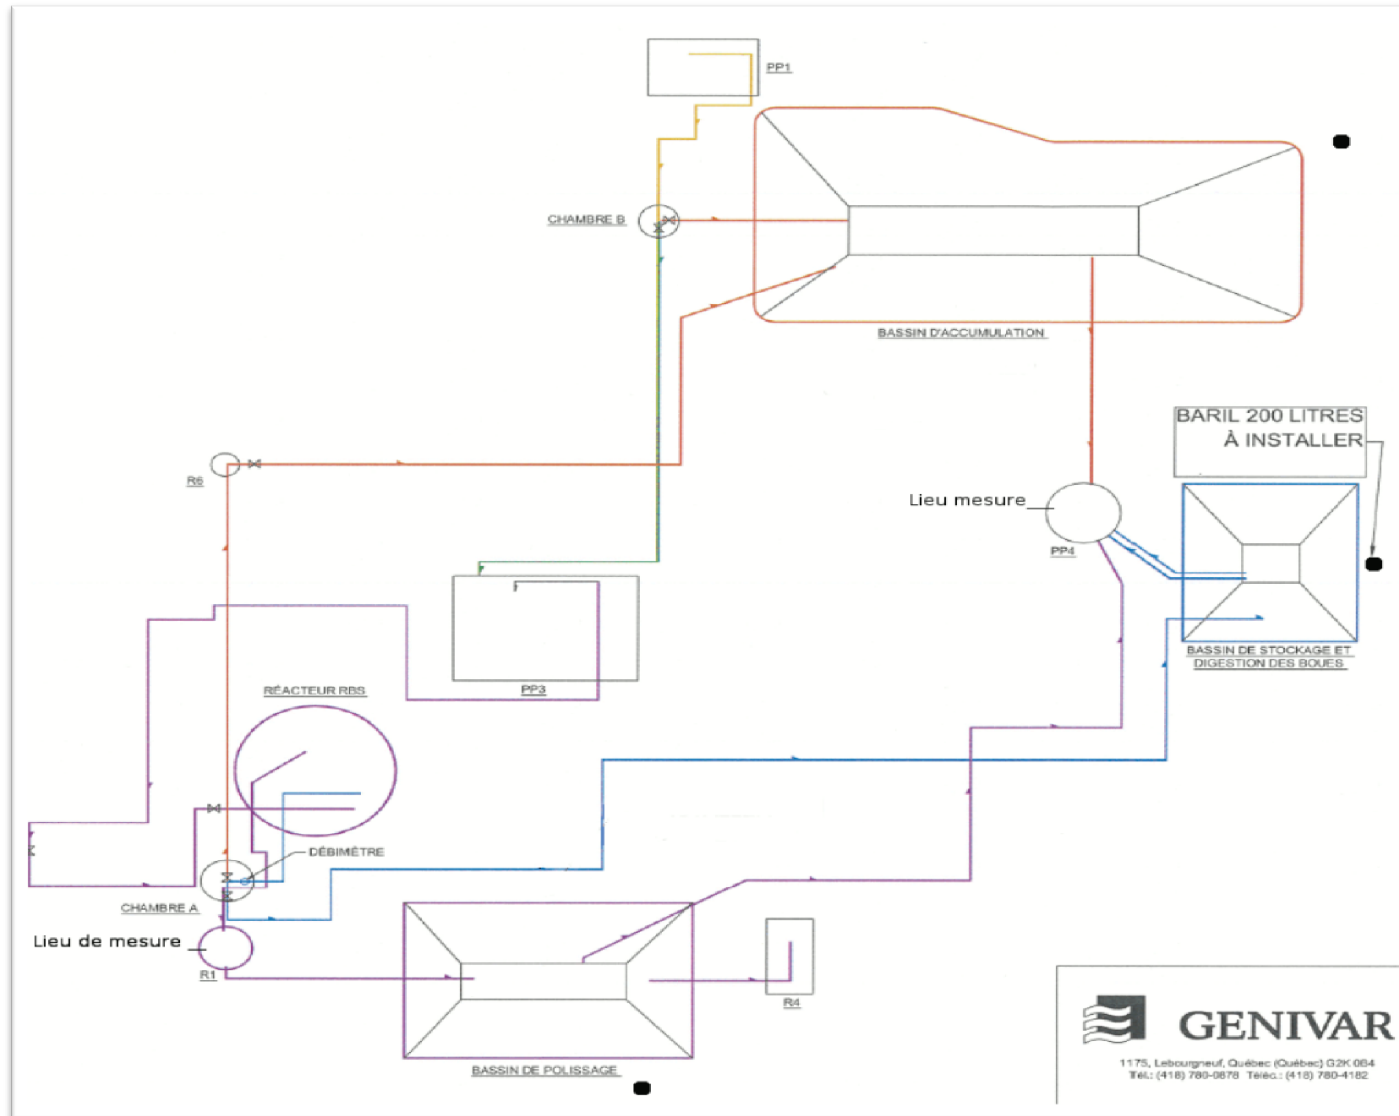 PP1
CHAMBRE B
BASSIN D'ACCUMULATION
BARIL 200 LITRES
À INSTALLER
R6
Lieu mesure
PP4
BASSIN DE STOCKAGE ET
DIGESTION DES BOUES
PP3
RÉACTEUR RBS
DÉBIMÈTRE
CHAMBRE A
Lieu de mesure
R1
R4
BASSIN DE POLISSAGE
GENIVAR
1175, Lebourgneuf, Québec (Québec) G2K 0B4
Tél.: (418) 780-0878 Téléc.: (418) 780-4182